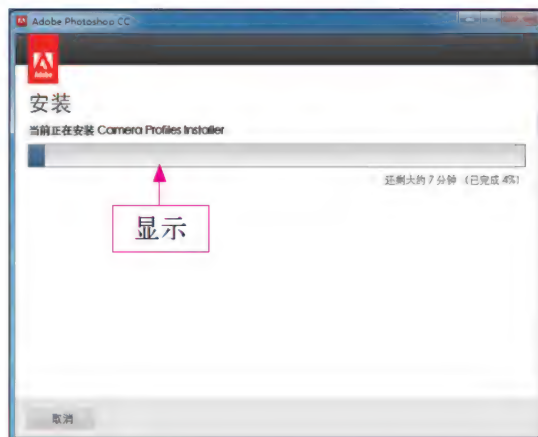 Adobe Photoshop CC
Adobe
安装
当前正在安装 Camera Profiles Installer
还剩大约 7 分钟 (已完成 4%)
显示
取消